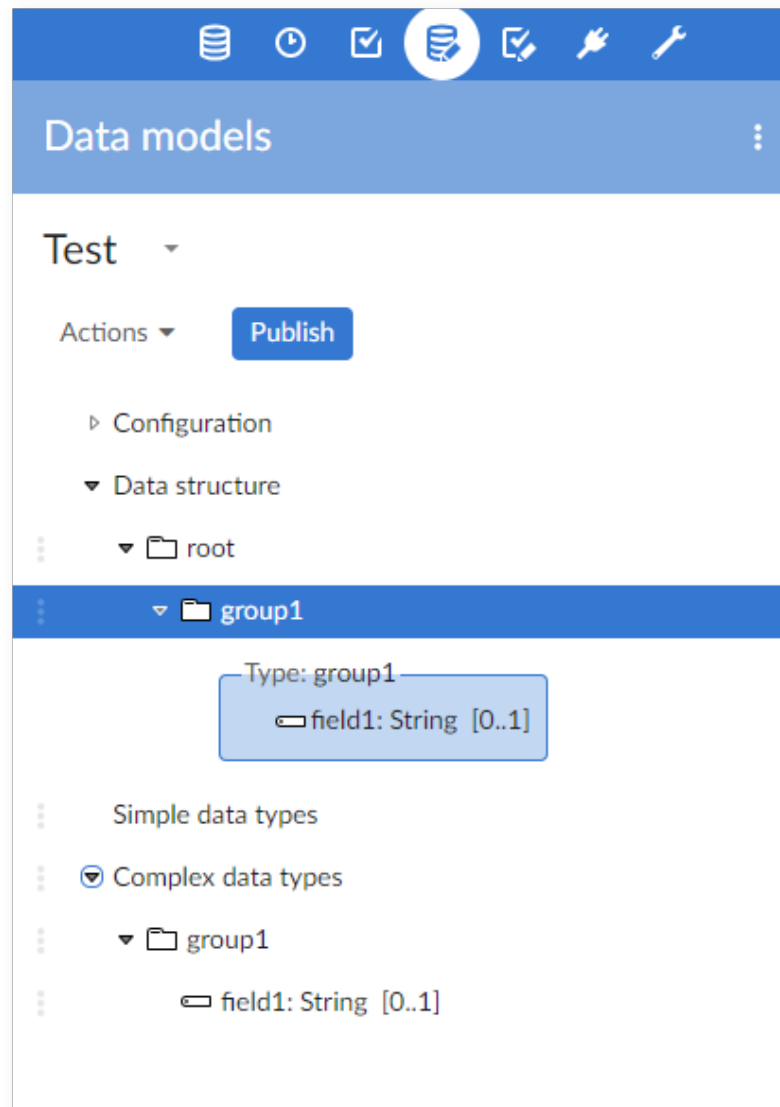 Data models
Test
Actions Publish
Configuration
Data structure
root
group1
Type: group1
field1: String [0..1]
Simple data types
Complex data types
group1
field1: String [0..1]